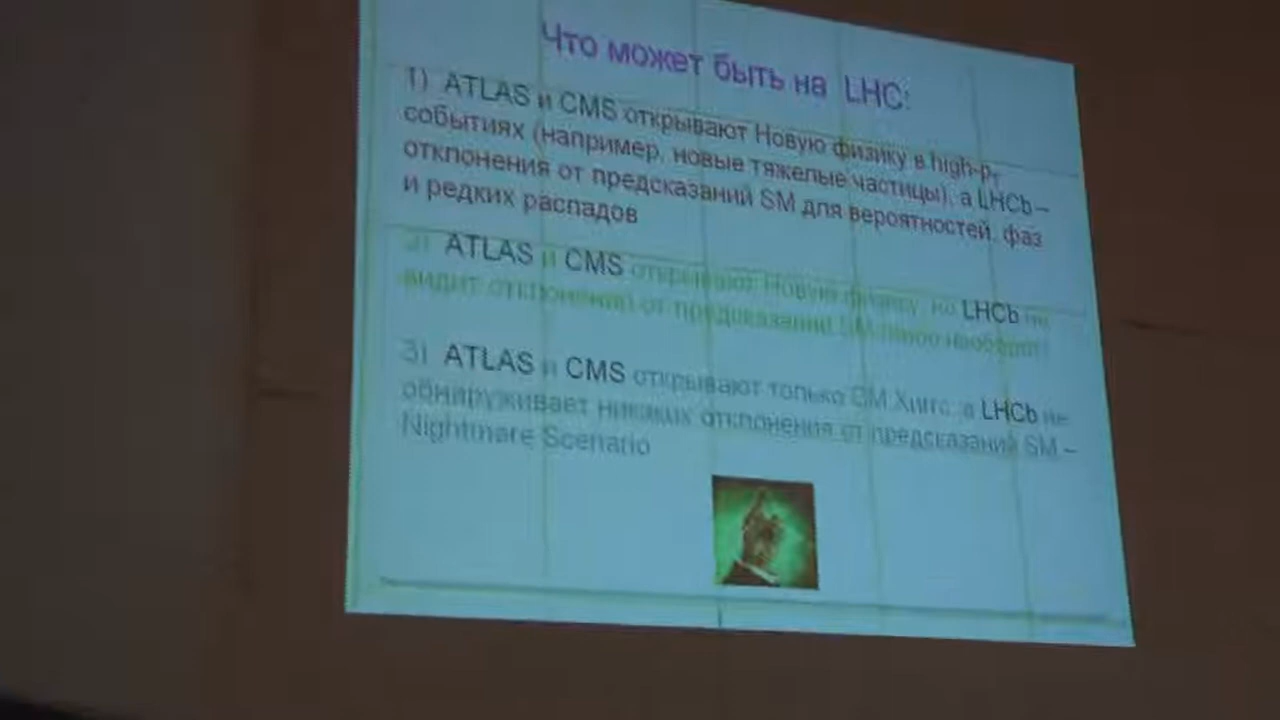 Что может быть на LHC:
1) ATLAS и CMS открывают Новую физику в high-pT
событиях (например, новые тяжелые частицы), а LHCb –
отклонения от предсказаний SM для вероятностей, фаз
и редких распадов
2) ATLAS и CMS открывают Новую физику, но LHCb не
видит отклонений от предсказаний SM либо наоборот
3) ATLAS и CMS открывают только СМ Хиггс, а LHCb не
обнаруживает никаких отклонения от предсказаний SM –
Nightmare Scenario